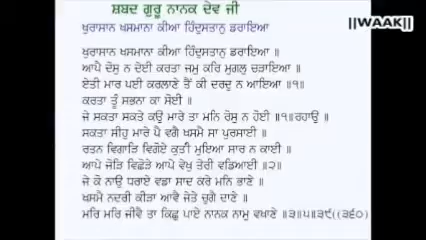 ਸ਼ਬਦ ਗੁਰੂ ਨਾਨਕ ਦੇਵ ਜੀ
||WAAK||
ਖੁਰਾਸਾਨ ਖਸਮਾਨਾ ਕੀਆ ਹਿੰਦੁਸਤਾਨੁ ਡਰਾਇਆ
ਖੁਰਾਸਾਨ ਖਸਮਾਨਾ ਕੀਆ ਹਿੰਦੁਸਤਾਨੁ ਡਰਾਇਆ ॥
ਆਪੈ ਦੋਸੁ ਨ ਦੇਈ ਕਰਤਾ ਜਮੁ ਕਰਿ ਮੁਗਲੁ ਚੜਾਇਆ ॥
ਏਤੀ ਮਾਰ ਪਈ ਕਰਲਾਣੇ ਤੈਂ ਕੀ ਦਰਦੁ ਨ ਆਇਆ ॥੧॥
ਕਰਤਾ ਤੂੰ ਸਭਨਾ ਕਾ ਸੋਈ ॥
ਜੇ ਸਕਤਾ ਸਕਤੇ ਕਉ ਮਾਰੇ ਤਾ ਮਨਿ ਰੋਸੁ ਨ ਹੋਈ ॥੧॥ਰਹਾਉ ॥
ਸਕਤਾ ਸੀਹੁ ਮਾਰੇ ਪੈ ਵਗੈ ਖਸਮੈ ਸਾ ਪੁਰਸਾਈ ॥
ਰਤਨ ਵਿਗਾੜਿ ਵਿਗੋਏ ਕੁਤੀਂ ਮੁਇਆ ਸਾਰ ਨ ਕਾਈ ॥
ਆਪੇ ਜੋੜਿ ਵਿਛੋੜੇ ਆਪੇ ਵੇਖੁ ਤੇਰੀ ਵਡਿਆਈ ॥੨॥
ਜੇ ਕੋ ਨਾਉ ਧਰਾਏ ਵਡਾ ਸਾਦ ਕਰੇ ਮਨਿ ਭਾਣੇ ॥
ਖਸਮੈ ਨਦਰੀ ਕੀੜਾ ਆਵੈ ਜੇਤੇ ਚੁਗੈ ਦਾਣੇ ॥
ਮਰਿ ਮਰਿ ਜੀਵੈ ਤਾ ਕਿਛੁ ਪਾਏ ਨਾਨਕ ਨਾਮੁ ਵਖਾਣੇ ॥੩॥੫॥੩੯॥(੩੬੦)